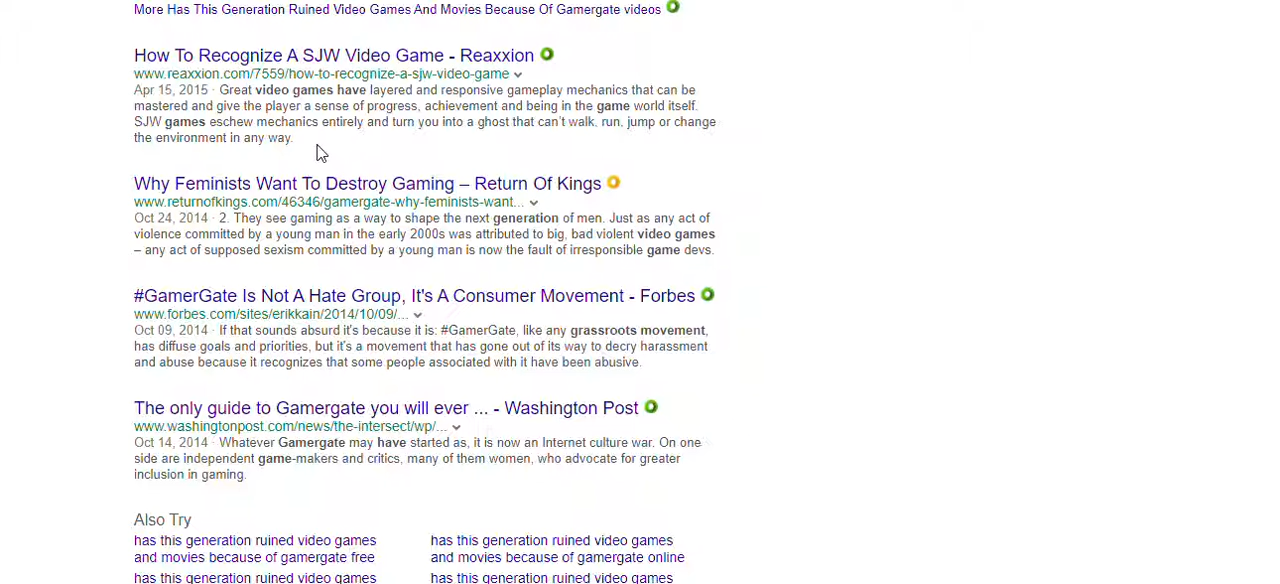 More Has This Generation Ruined Video Games And Movies Because Of Gamergate videos
How To Recognize A SJW Video Game - Reaxxion
www.reaxxion.com/7559/how-to-recognize-a-sjw-video-game
Apr 15, 2015 · Great video games have layered and responsive gameplay mechanics that can be
mastered and give the player a sense of progress, achievement and being in the game world itself.
SJW games eschew mechanics entirely and turn you into a ghost that can't walk, run, jump or change
the environment in any way.
Why Feminists Want To Destroy Gaming – Return Of Kings
www.returnofkings.com/46346/gamergate-why-feminists-want...
Oct 24, 2014 · 2. They see gaming as a way to shape the next generation of men. Just as any act of
violence committed by a young man in the early 2000s was attributed to big, bad violent video games
– any act of supposed sexism committed by a young man is now the fault of irresponsible game devs.
#GamerGate Is Not A Hate Group, It's A Consumer Movement - Forbes
www.forbes.com/sites/erikkain/2014/10/09/...
Oct 09, 2014 · If that sounds absurd it's because it is: #GamerGate, like any grassroots movement,
has diffuse goals and priorities, but it's a movement that has gone out of its way to decry harassment
and abuse because it recognizes that some people associated with it have been abusive.
The only guide to Gamergate you will ever ... - Washington Post
www.washingtonpost.com/news/the-intersect/wp/...
Oct 14, 2014 · Whatever Gamergate may have started as, it is now an Internet culture war. On one
side are independent game-makers and critics, many of them women, who advocate for greater
inclusion in gaming.
Also Try
has this generation ruined video games
and movies because of gamergate free
has this generation ruined video games
and movies because of gamergate online
has this generation ruined video games
has this generation ruined video games